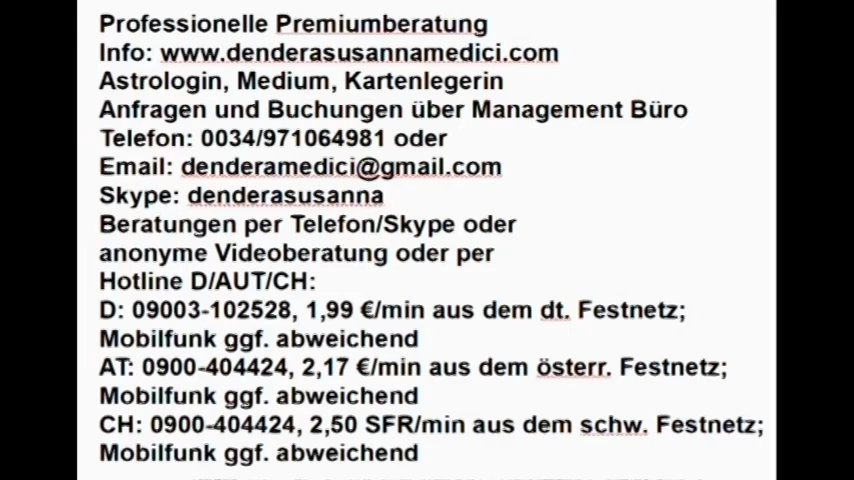 Professionelle Premiumberatung
Info: www.denderasusannamedici.com
Astrologin, Medium, Kartenlegerin
Anfragen und Buchungen über Management Büro
Telefon: 0034/971064981 oder
Email: denderamedici@gmail.com
Skype: denderasusanna
Beratungen per Telefon/Skype oder
anonyme Videoberatung oder per
Hotline D/AUT/CH:
D: 09003-102528, 1,99 €/min aus dem dt. Festnetz;
Mobilfunk ggf. abweichend
AT: 0900-404424, 2,17 €/min aus dem österr. Festnetz;
Mobilfunk ggf. abweichend
CH: 0900-404424, 2,50 SFR/min aus dem schw. Festnetz;
Mobilfunk ggf. abweichend